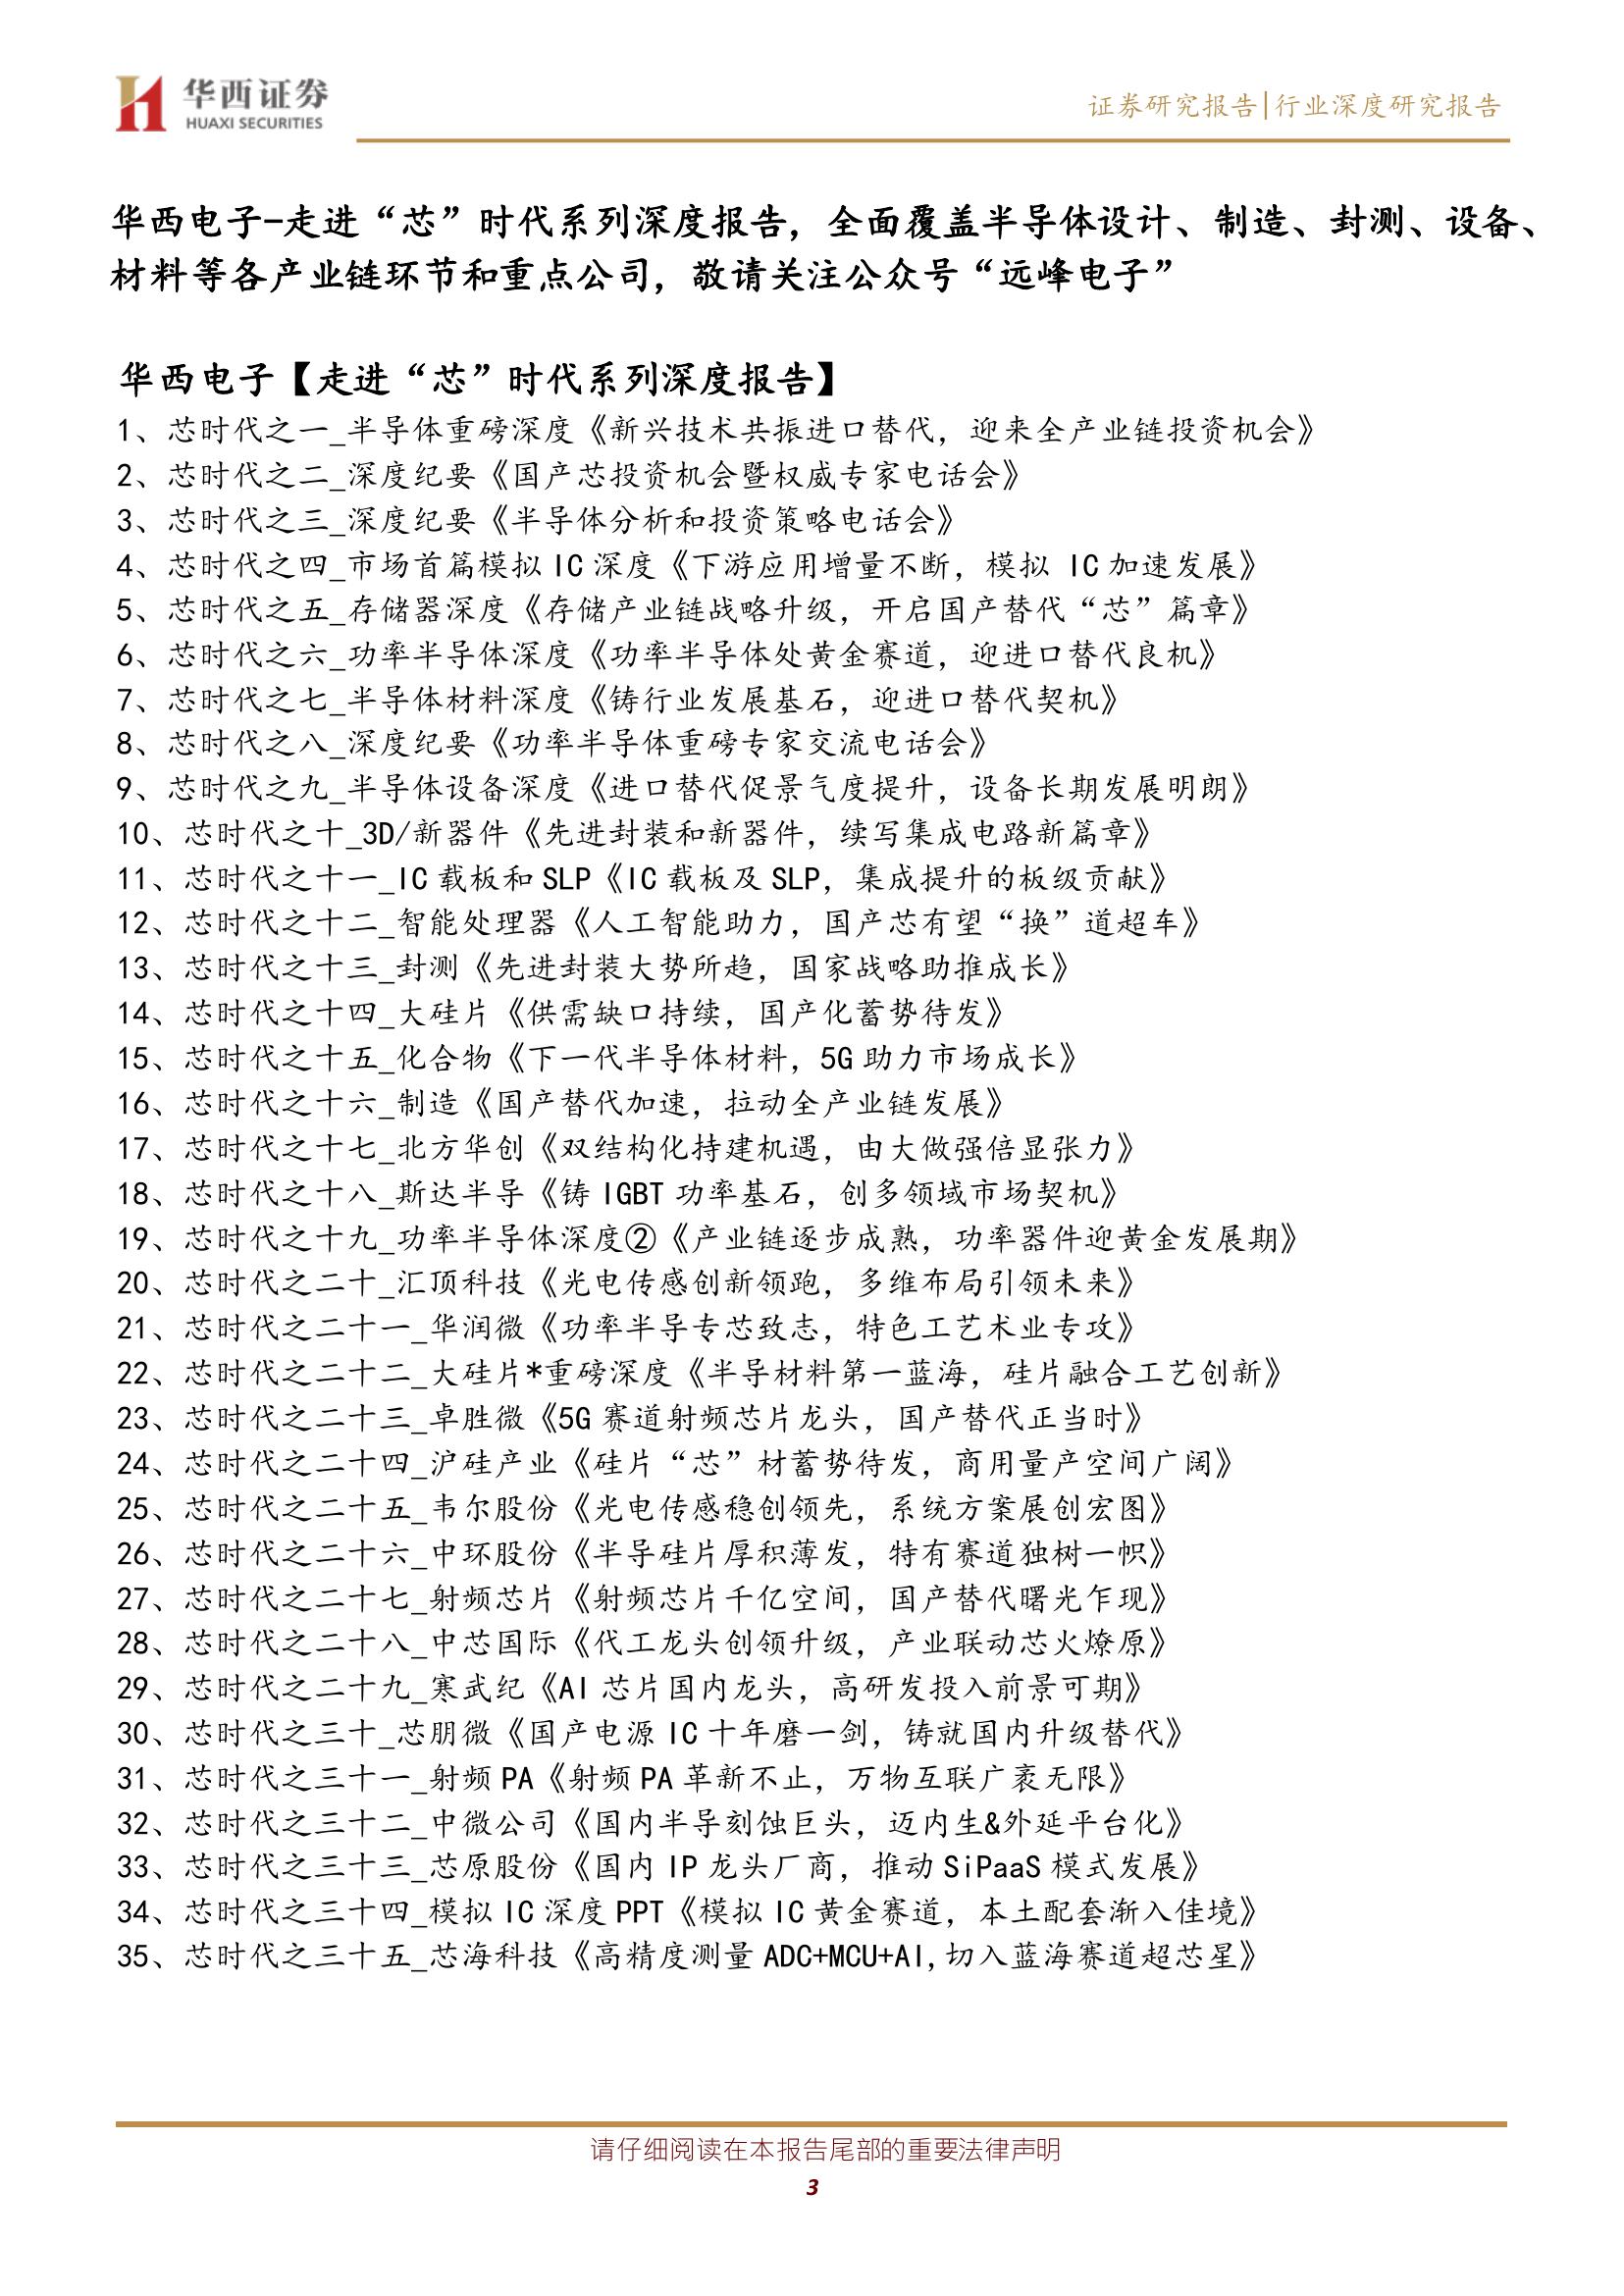 华西证券
HUAXI SECURITIES
证券研究报告|行业深度研究报告
华西电子-走进“芯”时代系列深度报告，全面覆盖半导体设计、制造、封测、设备、
材料等各产业链环节和重点公司，敬请关注公众号“远峰电子”
华西电子【走进“芯”时代系列深度报告】
1、芯时代之一_半导体重磅深度《新兴技术共振进口替代，迎来全产业链投资机会》
2、芯时代之二_深度纪要《国产芯投资机会暨权威专家电话会》
3、芯时代之三_深度纪要《半导体分析和投资策略电话会》
4、芯时代之四_市场首篇模拟 IC 深度《下游应用增量不断，模拟 IC 加速发展》
5、芯时代之五_存储器深度《存储产业链战略升级，开启国产替代“芯”篇章》
6、芯时代之六_功率半导体深度《功率半导体处黄金赛道，迎进口替代良机》
7、芯时代之七_半导体材料深度《铸行业发展基石，迎进口替代契机》
8、芯时代之八_深度纪要《功率半导体重磅专家交流电话会》
9、芯时代之九_半导体设备深度《进口替代促景气度提升，设备长期发展明朗》
10、芯时代之十_3D/新器件《先进封装和新器件，续写集成电路新篇章》
11、芯时代之十一_IC 载板和 SLP《IC 载板及 SLP，集成提升的板级贡献》
12、芯时代之十二_智能处理器《人工智能助力，国产芯有望“换”道超车》
13、芯时代之十三_封测《先进封装大势所趋，国家战略助推成长》
14、芯时代之十四_大硅片《供需缺口持续，国产化蓄势待发》
15、芯时代之十五_化合物《下一代半导体材料，5G 助力市场成长》
16、芯时代之十六_制造《国产替代加速，拉动全产业链发展》
17、芯时代之十七_北方华创《双结构化持建机遇，由大做强倍显张力》
18、芯时代之十八_斯达半导《铸 IGBT 功率基石，创多领域市场契机》
19、芯时代之十九_功率半导体深度②《产业链逐步成熟，功率器件迎黄金发展期》
20、芯时代之二十_汇顶科技《光电传感创新领跑，多维布局引领未来》
21、芯时代之二十一_华润微《功率半导专芯致志，特色工艺术业专攻》
22、芯时代之二十二_大硅片*重磅深度《半导材料第一蓝海，硅片融合工艺创新》
23、芯时代之二十三_卓胜微《5G 赛道射频芯片龙头，国产替代正当时》
24、芯时代之二十四_沪硅产业《硅片“芯”材蓄势待发，商用量产空间广阔》
25、芯时代之二十五_韦尔股份《光电传感稳创领先，系统方案展创宏图》
26、芯时代之二十六_中环股份《半导硅片厚积薄发，特有赛道独树一帜》
27、芯时代之二十七_射频芯片《射频芯片千亿空间，国产替代曙光乍现》
28、芯时代之二十八_中芯国际《代工龙头创领升级，产业联动芯火燎原》
29、芯时代之二十九_寒武纪《AI 芯片国内龙头，高研发投入前景可期》
30、芯时代之三十_芯朋微《国产电源 IC 十年磨一剑，铸就国内升级替代》
31、芯时代之三十一_射频 PA《射频 PA 革新不止，万物互联广袤无限》
32、芯时代之三十二_中微公司《国内半导刻蚀巨头，迈内生&外延平台化》
33、芯时代之三十三_芯原股份《国内 IP 龙头厂商，推动 SiPaaS 模式发展》
34、芯时代之三十四_模拟 IC 深度 PPT《模拟 IC 黄金赛道，本土配套渐入佳境》
35、芯时代之三十五_芯海科技《高精度测量 ADC+MCU+AI,切入蓝海赛道超芯星》
请仔细阅读在本报告尾部的重要法律声明
3